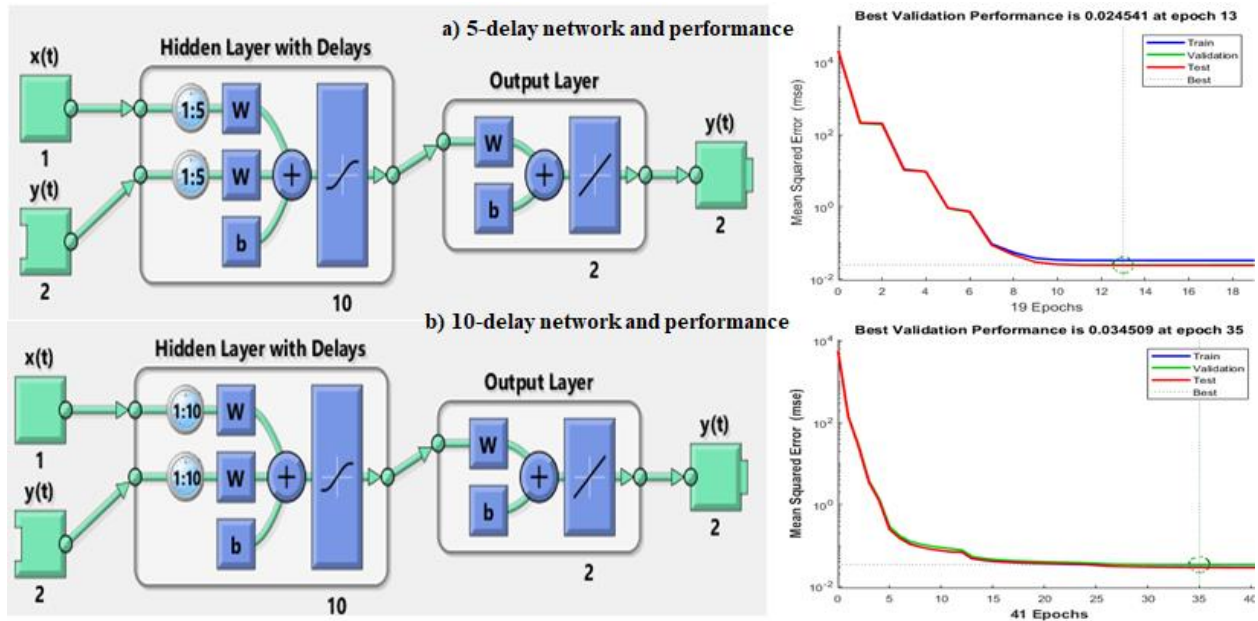 a) 5-delay network and performance
x(t)
Hidden Layer with Delays
1:5
W
1
y(t)
1:5
W
b
2
10
Output Layer
W
b
2
y(t)
2
Best Validation Performance is 0.024541 at epoch 13
Train
Validation
Test
Best
Mean Squared Error (mse)
10^4
10^2
10^0
10^-2
0 2 4 6 8 10 12 14 16 18
19 Epochs
b) 10-delay network and performance
x(t)
Hidden Layer with Delays
1:10
W
1
y(t)
1:10
W
b
2
10
Output Layer
W
b
2
y(t)
2
Best Validation Performance is 0.034509 at epoch 35
Train
Validation
Test
Best
Mean Squared Error (mse)
10^4
10^2
10^0
10^-2
0 5 10 15 20 25 30 35 40
41 Epochs